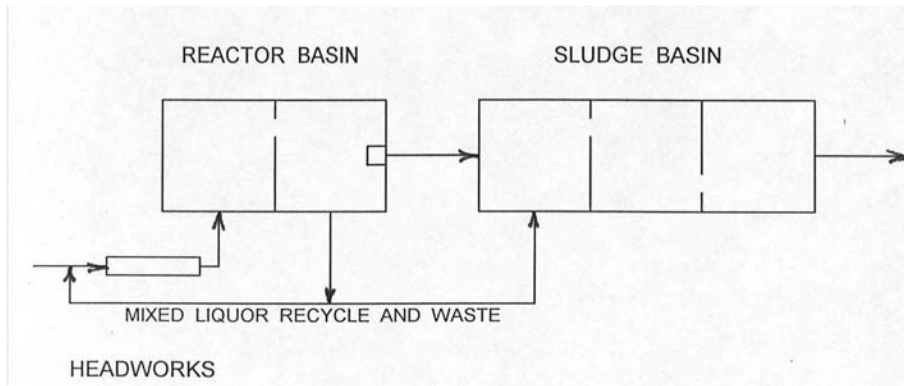 REACTOR BASIN
SLUDGE BASIN
MIXED LIQUOR RECYCLE AND WASTE
HEADWORKS